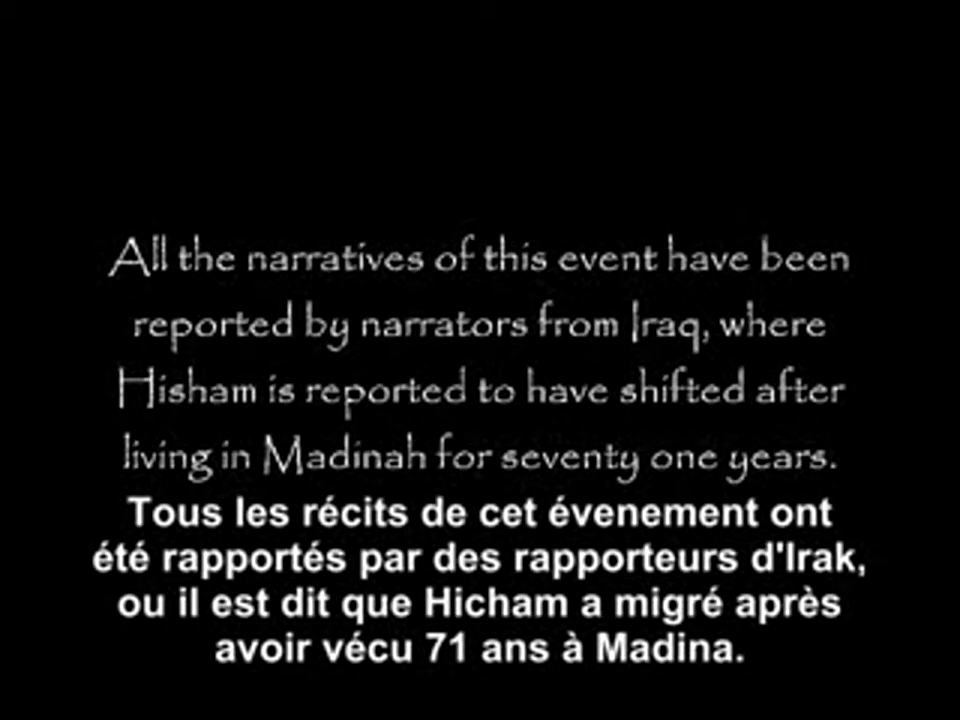 All the narratives of this event have been
reported by narrators from Iraq, where
Hisham is reported to have shifted after
living in Madinah for seventy one years.
Tous les récits de cet évenement ont
été rapportés par des rapporteurs d'Irak,
ou il est dit que Hicham a migré après
avoir vécu 71 ans à Madina.